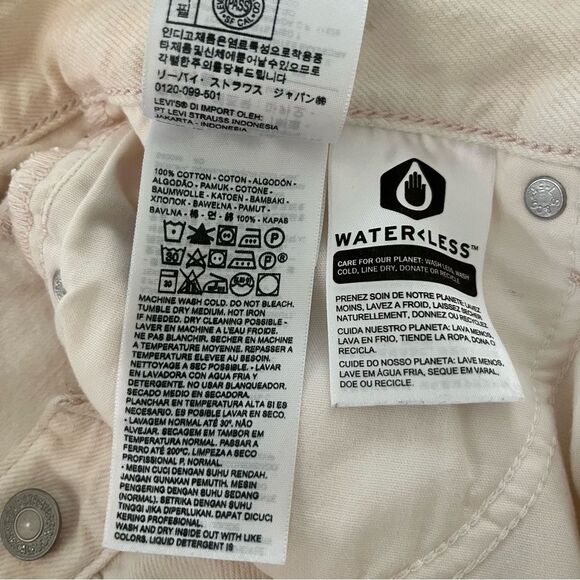 PASS
SF CAL
인디고제품은염료특성으로착용중
타제품및신체에묻어날수있으므로
각별한주의를당부드립니다
リーバイ・ストラウス ジャパン㈱
0120-099-501
LEVI'S® DI IMPORT OLEH:
PT LEVI STRAUSS INDONESIA
JAKARTA - INDONESIA
100% COTTON - COTON - ALGODÓN -
ALGODÃO - PAMUK - COTONE -
BAUMWOLLE - KATOEN - BAMBAKI -
ХЛОПОК - BAWEŁNA - PAMUT -
BAVLNA - 棉 - 면 - 綿 100% - KAPAS
MACHINE WASH COLD. DO NOT BLEACH.
TUMBLE DRY MEDIUM. HOT IRON
IF NEEDED. DRY CLEANING POSSIBLE -
LAVER EN MACHINE A L'EAU FROIDE.
NE PAS BLANCHIR. SECHER EN MACHINE
A TEMPERATURE MOYENNE. REPASSER A
TEMPERATURE ELEVEE AU BESOIN.
NETTOYAGE A SEC POSSIBLE - LAVAR
EN LAVADORA CON AGUA FRIA Y
DETERGENTE. NO USAR BLANQUEADOR.
SECADO MEDIO EN SECADORA.
PLANCHAR EN TEMPERATURA ALTA SI ES
NECESARIO. ES POSIBLE LAVAR EN SECO.
- LAVAGEM NORMAL ATÉ 30°. NÃO
ALVEJAR. SECAGEM EM TAMBOR EM
TEMPERATURA NORMAL. PASSAR A
FERRO ATÉ 200°C. LIMPEZA A SECO
PROFISSIONAL P, NORMAL.
- MESIN CUCI DENGAN SUHU RENDAH.
JANGAN GUNAKAN PEMUTIH. MESIN
PENGERING DENGAN SUHU SEDANG
(NORMAL), SETRIKA DENGAN SUHU
TINGGI JIKA DIPERLUKAN. DAPAT DICUCI
KERING PROFESIONAL.
WASH AND DRY INSIDE OUT WITH LIKE
COLORS. LIQUID DETERGENT IS
WATER<LESS™
CARE FOR OUR PLANET: WASH LESS, WASH
COLD, LINE DRY, DONATE OR RECYCLE
PRENEZ SOIN DE NOTRE PLANETE LAVEZ
MOINS, LAVEZ A FROID, LAISSEZ SECHER
NATURELLEMENT, DONNEZ OU RECYCLEZ.
CUIDA NUESTRO PLANETA: LAVA MENOS,
LAVA EN FRIO, TIENDE LA ROPA, DONA O
RECICLA.
CUIDE DO NOSSO PLANETA: LAVE MENOS,
LAVE EM ÁGUA FRIA, SEQUE EM VARAL,
DOE OU RECICLE.